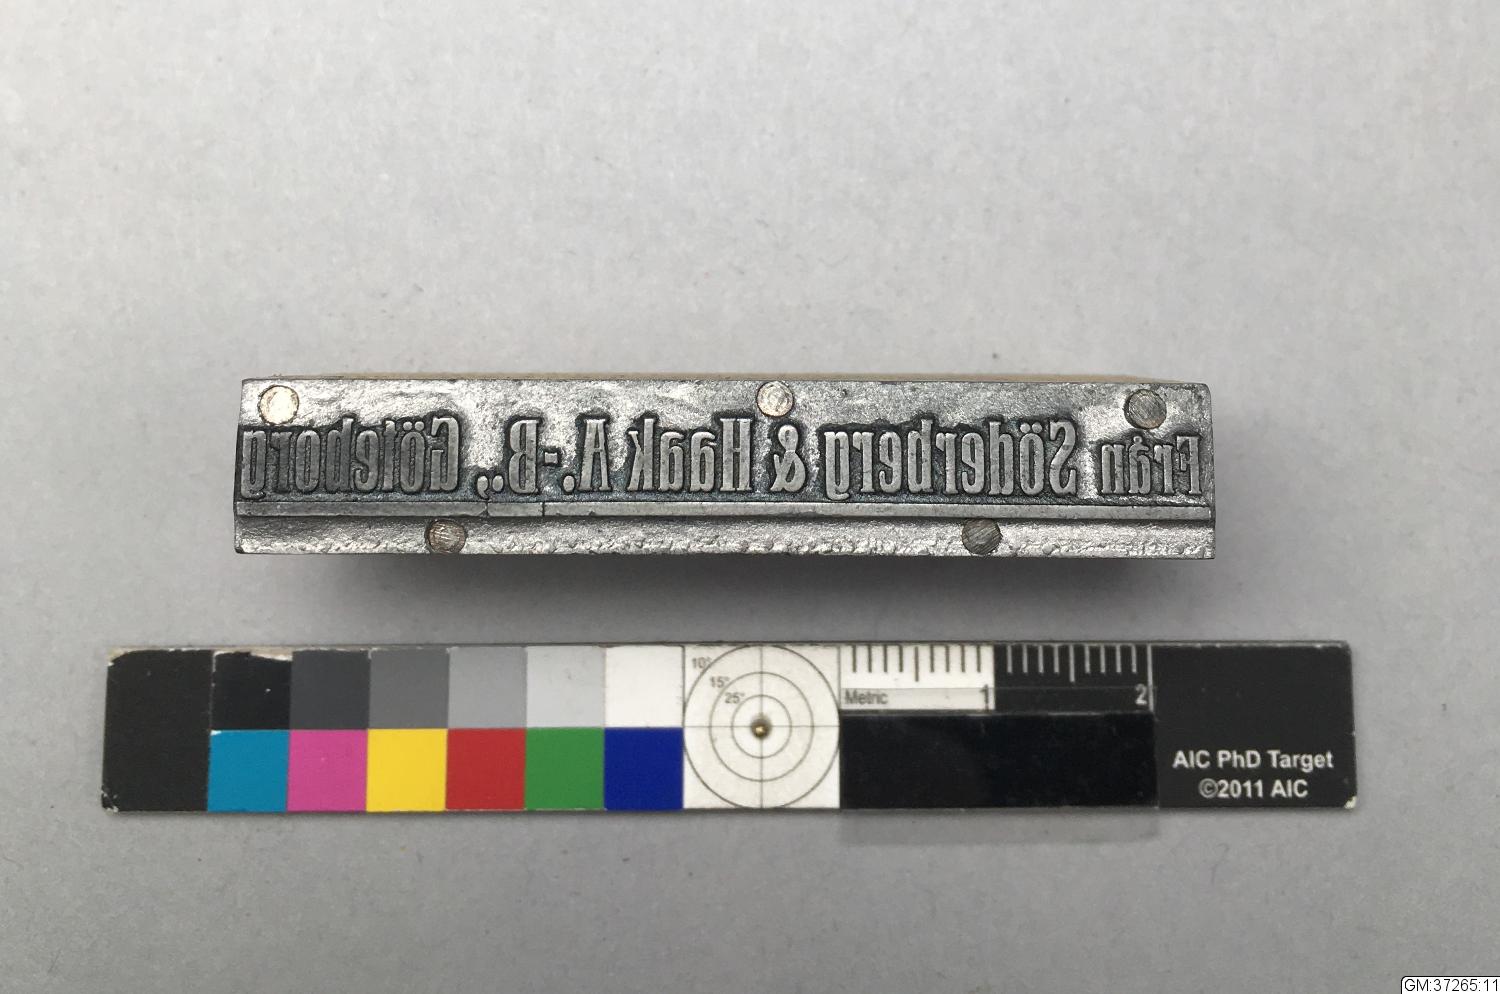 Från Söderberg & Haak A.-B., Göteborg
10°
15°
25°
Metric 1 2
AIC PhD Target
©2011 AIC
GM:37265:11